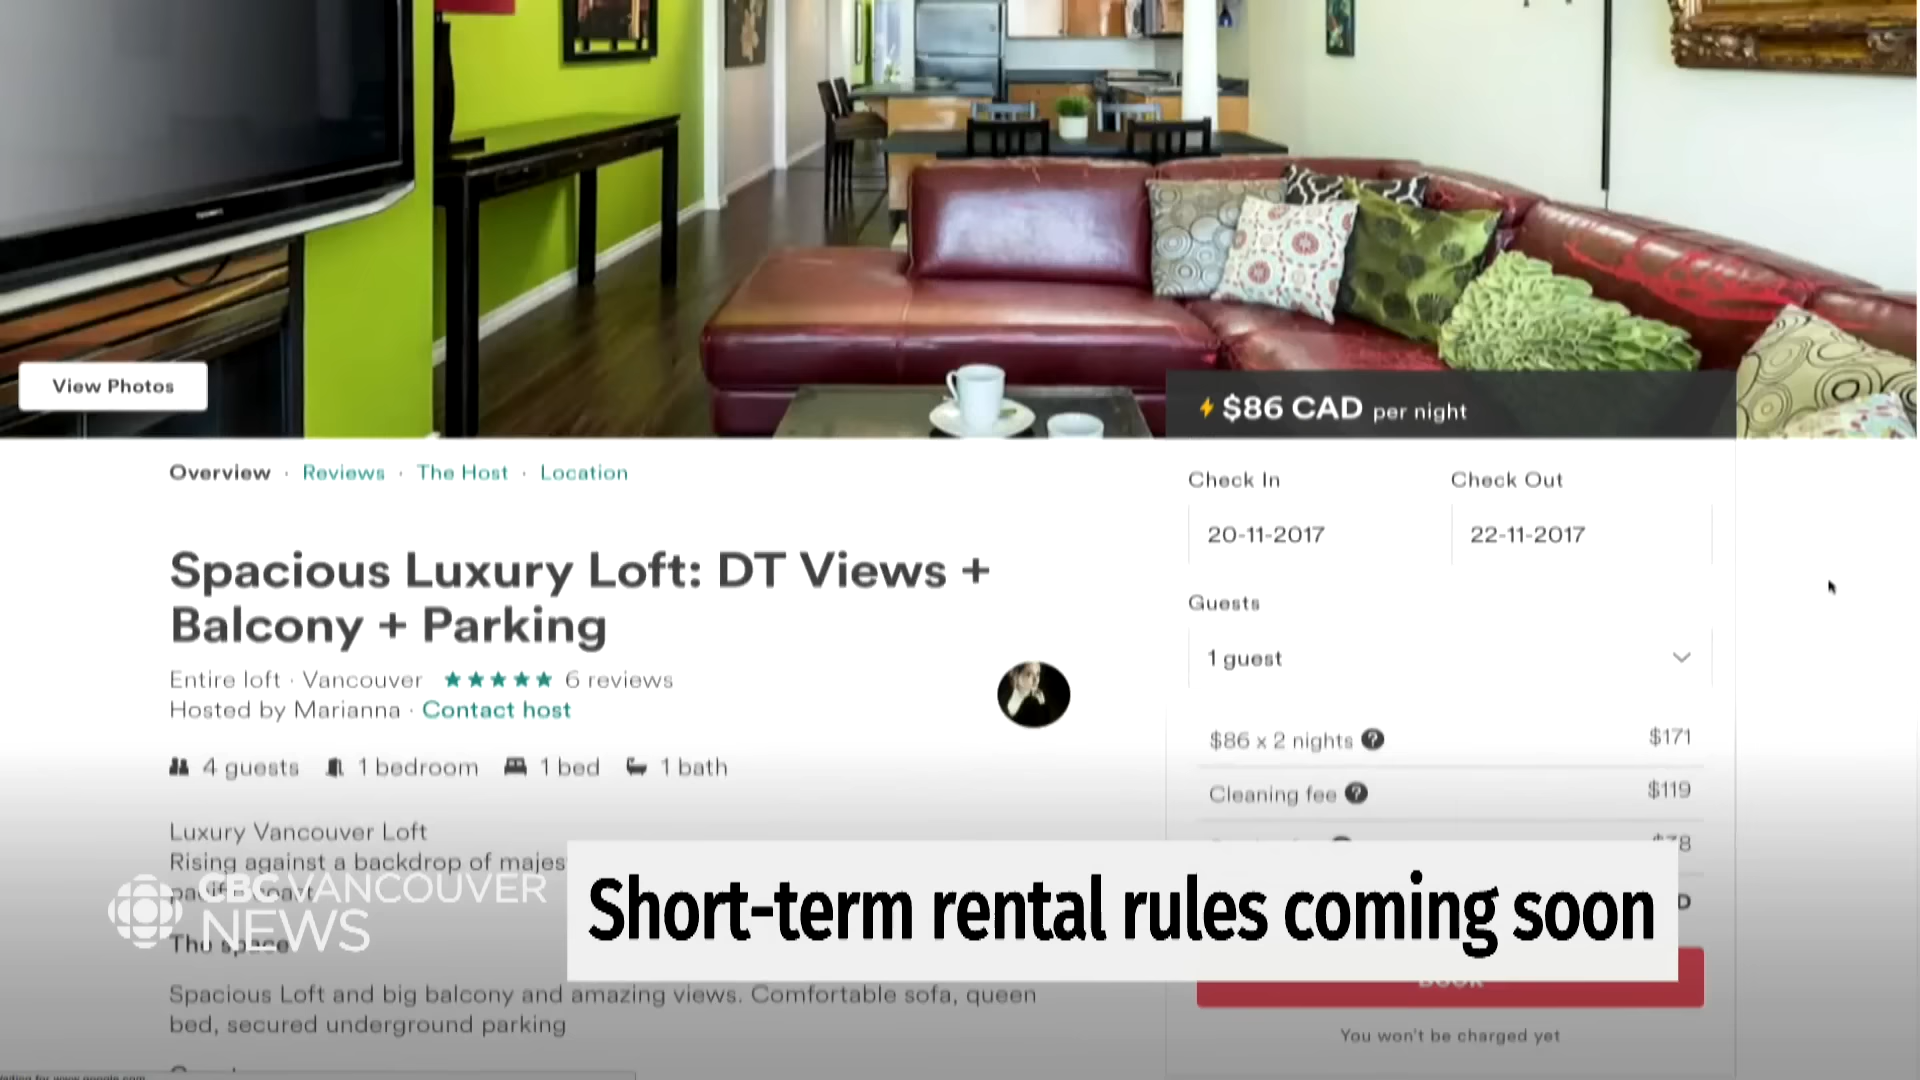 View Photos
$86 CAD per night
Overview · Reviews · The Host · Location
Spacious Luxury Loft: DT Views +
Balcony + Parking
Entire loft · Vancouver 6 reviews
Hosted by Marianna · Contact host
4 guests 1 bedroom 1 bed 1 bath
Luxury Vancouver Loft
Rising against a backdrop of majes
The space
Spacious Loft and big balcony and amazing views. Comfortable sofa, queen
bed, secured underground parking
Check In Check Out
20-11-2017 22-11-2017
Guests
1 guest
$86 x 2 nights ? $171
Cleaning fee ? $119
BOOK
You won't be charged yet
CBC VANCOUVER
NEWS
Short-term rental rules coming soon